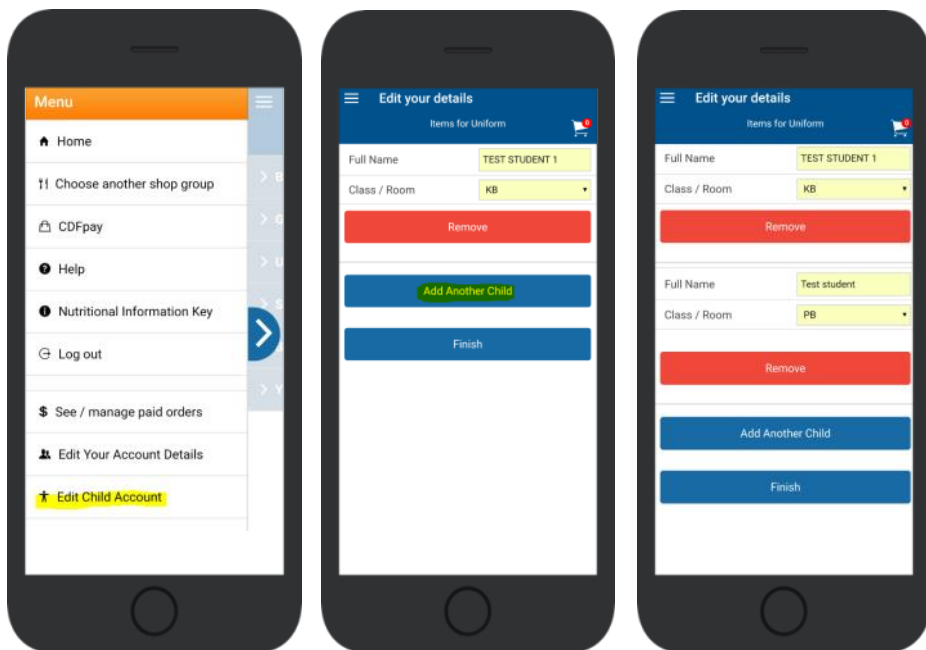 Menu
Home
Choose another shop group
CDFpay
Help
Nutritional Information Key
Log out
$ See / manage paid orders
Edit Your Account Details
Edit Child Account
B
G
U
S
Y
Edit your details
Items for Uniform
0
Full Name TEST STUDENT 1
Class / Room KB
Remove
Add Another Child
Finish
Edit your details
Items for Uniform
0
Full Name TEST STUDENT 1
Class / Room KB
Remove
Full Name Test student
Class / Room PB
Remove
Add Another Child
Finish